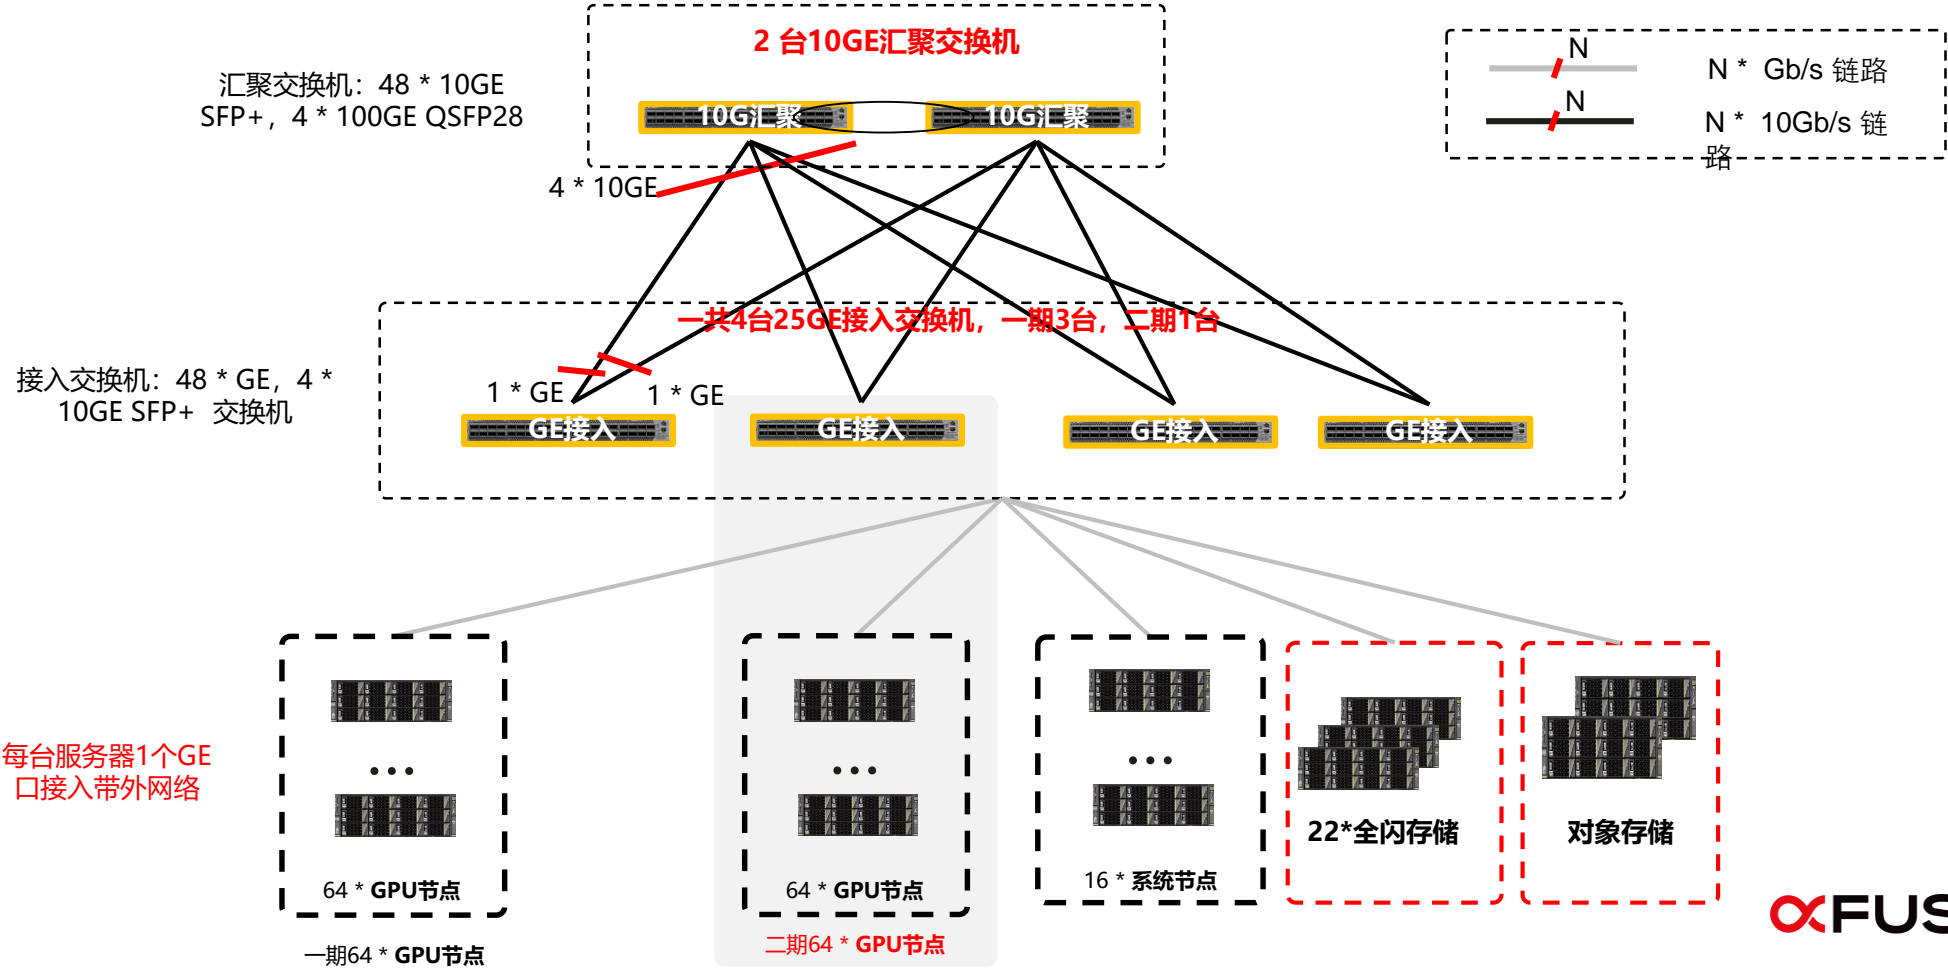 2 台10GE汇聚交换机
汇聚交换机：48 * 10GE
SFP+，4 * 100GE QSFP28
10G汇聚
10G汇聚
N
N * Gb/s 链路
N
N * 10Gb/s 链
路
4 * 10GE
一共4台25GE接入交换机，一期3台，二期1台
接入交换机：48 * GE，4 *
10GE SFP+ 交换机
1 * GE
1 * GE
GE接入
GE接入
GE接入
GE接入
每台服务器1个GE
口接入带外网络
64 * GPU节点
一期64 * GPU节点
64 * GPU节点
二期64 * GPU节点
16 * 系统节点
22*全闪存储
对象存储
FUS